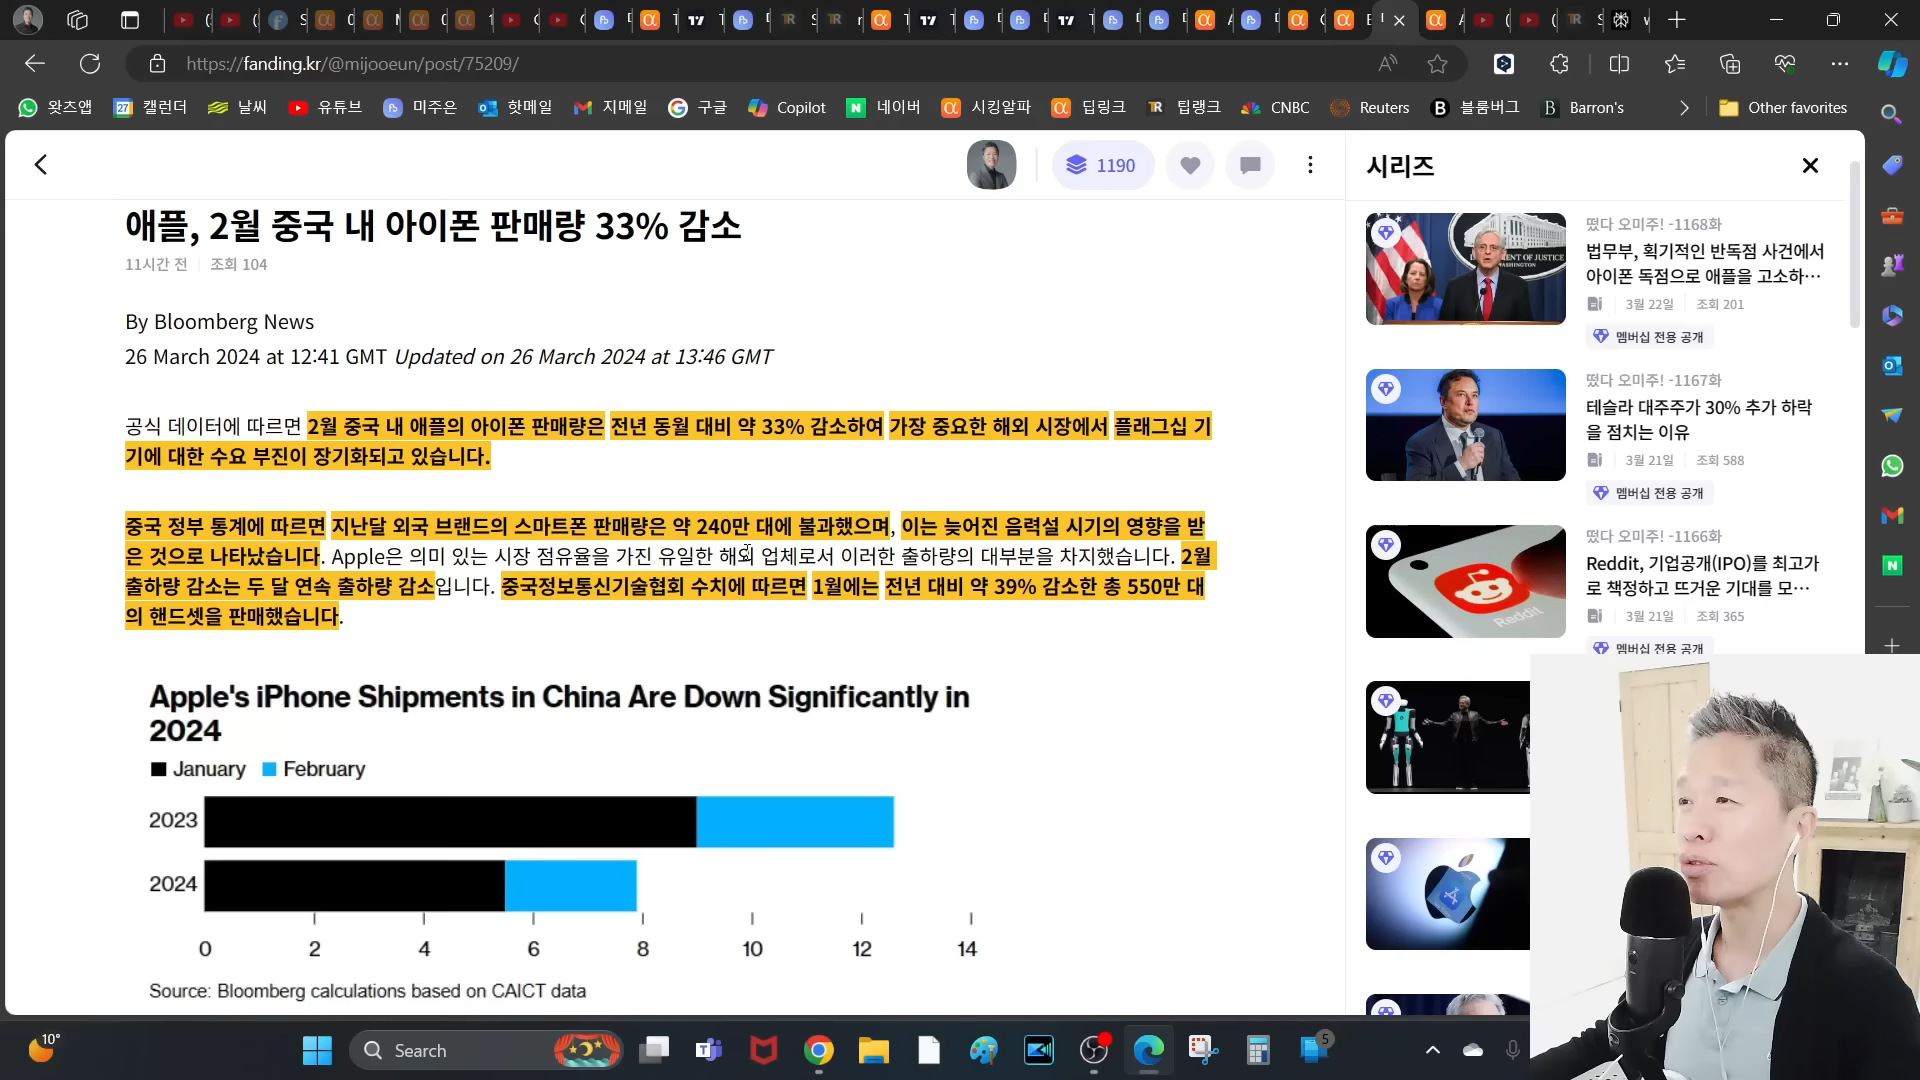 https://fanding.kr/@mijooeun/post/75209/
왓츠앱 캘런더 날씨 유튜브 미주은 핫메일 지메일 구글 Copilot 네이버 시킹알파 딥링크 팁랭크 CNBC Reuters 블룸버그 Barron's Other favorites
1190
애플, 2월 중국 내 아이폰 판매량 33% 감소
11시간 전 조회 104
By Bloomberg News
26 March 2024 at 12:41 GMT Updated on 26 March 2024 at 13:46 GMT
공식 데이터에 따르면 2월 중국 내 애플의 아이폰 판매량은 전년 동월 대비 약 33% 감소하여 가장 중요한 해외 시장에서 플래그십 기
기에 대한 수요 부진이 장기화되고 있습니다.
중국 정부 통계에 따르면 지난달 외국 브랜드의 스마트폰 판매량은 약 240만 대에 불과했으며, 이는 늦어진 음력설 시기의 영향을 받
은 것으로 나타났습니다. Apple은 의미 있는 시장 점유율을 가진 유일한 해외 업체로서 이러한 출하량의 대부분을 차지했습니다. 2월
출하량 감소는 두 달 연속 출하량 감소입니다. 중국정보통신기술협회 수치에 따르면 1월에는 전년 대비 약 39% 감소한 총 550만 대
의 핸드셋을 판매했습니다.
Apple's iPhone Shipments in China Are Down Significantly in
2024
January February
2023
2024
0 2 4 6 8 10 12 14
Source: Bloomberg calculations based on CAICT data
시리즈
떴다 오미주! -1168화
법무부, 획기적인 반독점 사건에서
아이폰 독점으로 애플을 고소하···
3월 22일 조회 201
멤버십 전용 공개
떴다 오미주! -1167화
테슬라 대주주가 30% 추가 하락
을 점치는 이유
3월 21일 조회 588
멤버십 전용 공개
떴다 오미주! -1166화
Reddit, 기업공개(IPO)를 최고가
로 책정하고 뜨거운 기대를 모···
3월 21일 조회 365
멤버십 전용 공개
Reddit
10°
Search
5